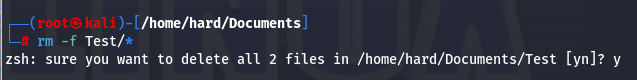 ┌──(root㉿kali)-[/home/hard/Documents]
└─# rm -f Test/*
zsh: sure you want to delete all 2 files in /home/hard/Documents/Test [yn]? y